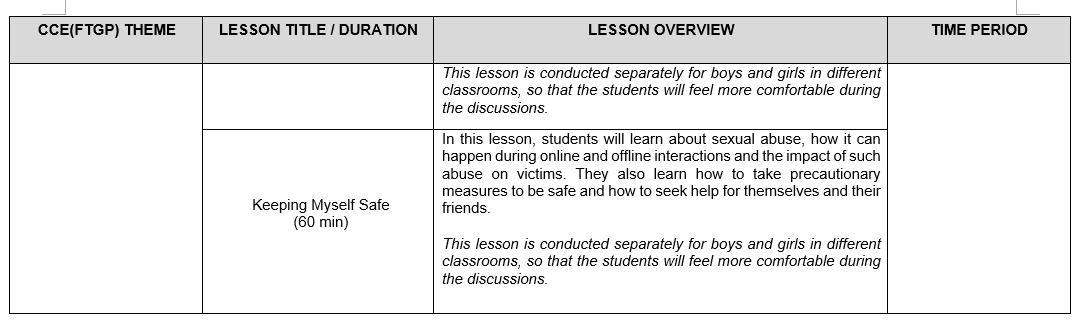 CCE(FTGP) THEME
LESSON TITLE / DURATION
LESSON OVERVIEW
TIME PERIOD
This lesson is conducted separately for boys and girls in different
classrooms, so that the students will feel more comfortable during
the discussions.
Keeping Myself Safe
(60 min)
In this lesson, students will learn about sexual abuse, how it can
happen during online and offline interactions and the impact of such
abuse on victims. They also learn how to take precautionary
measures to be safe and how to seek help for themselves and their
friends.
This lesson is conducted separately for boys and girls in different
classrooms, so that the students will feel more comfortable during
the discussions.